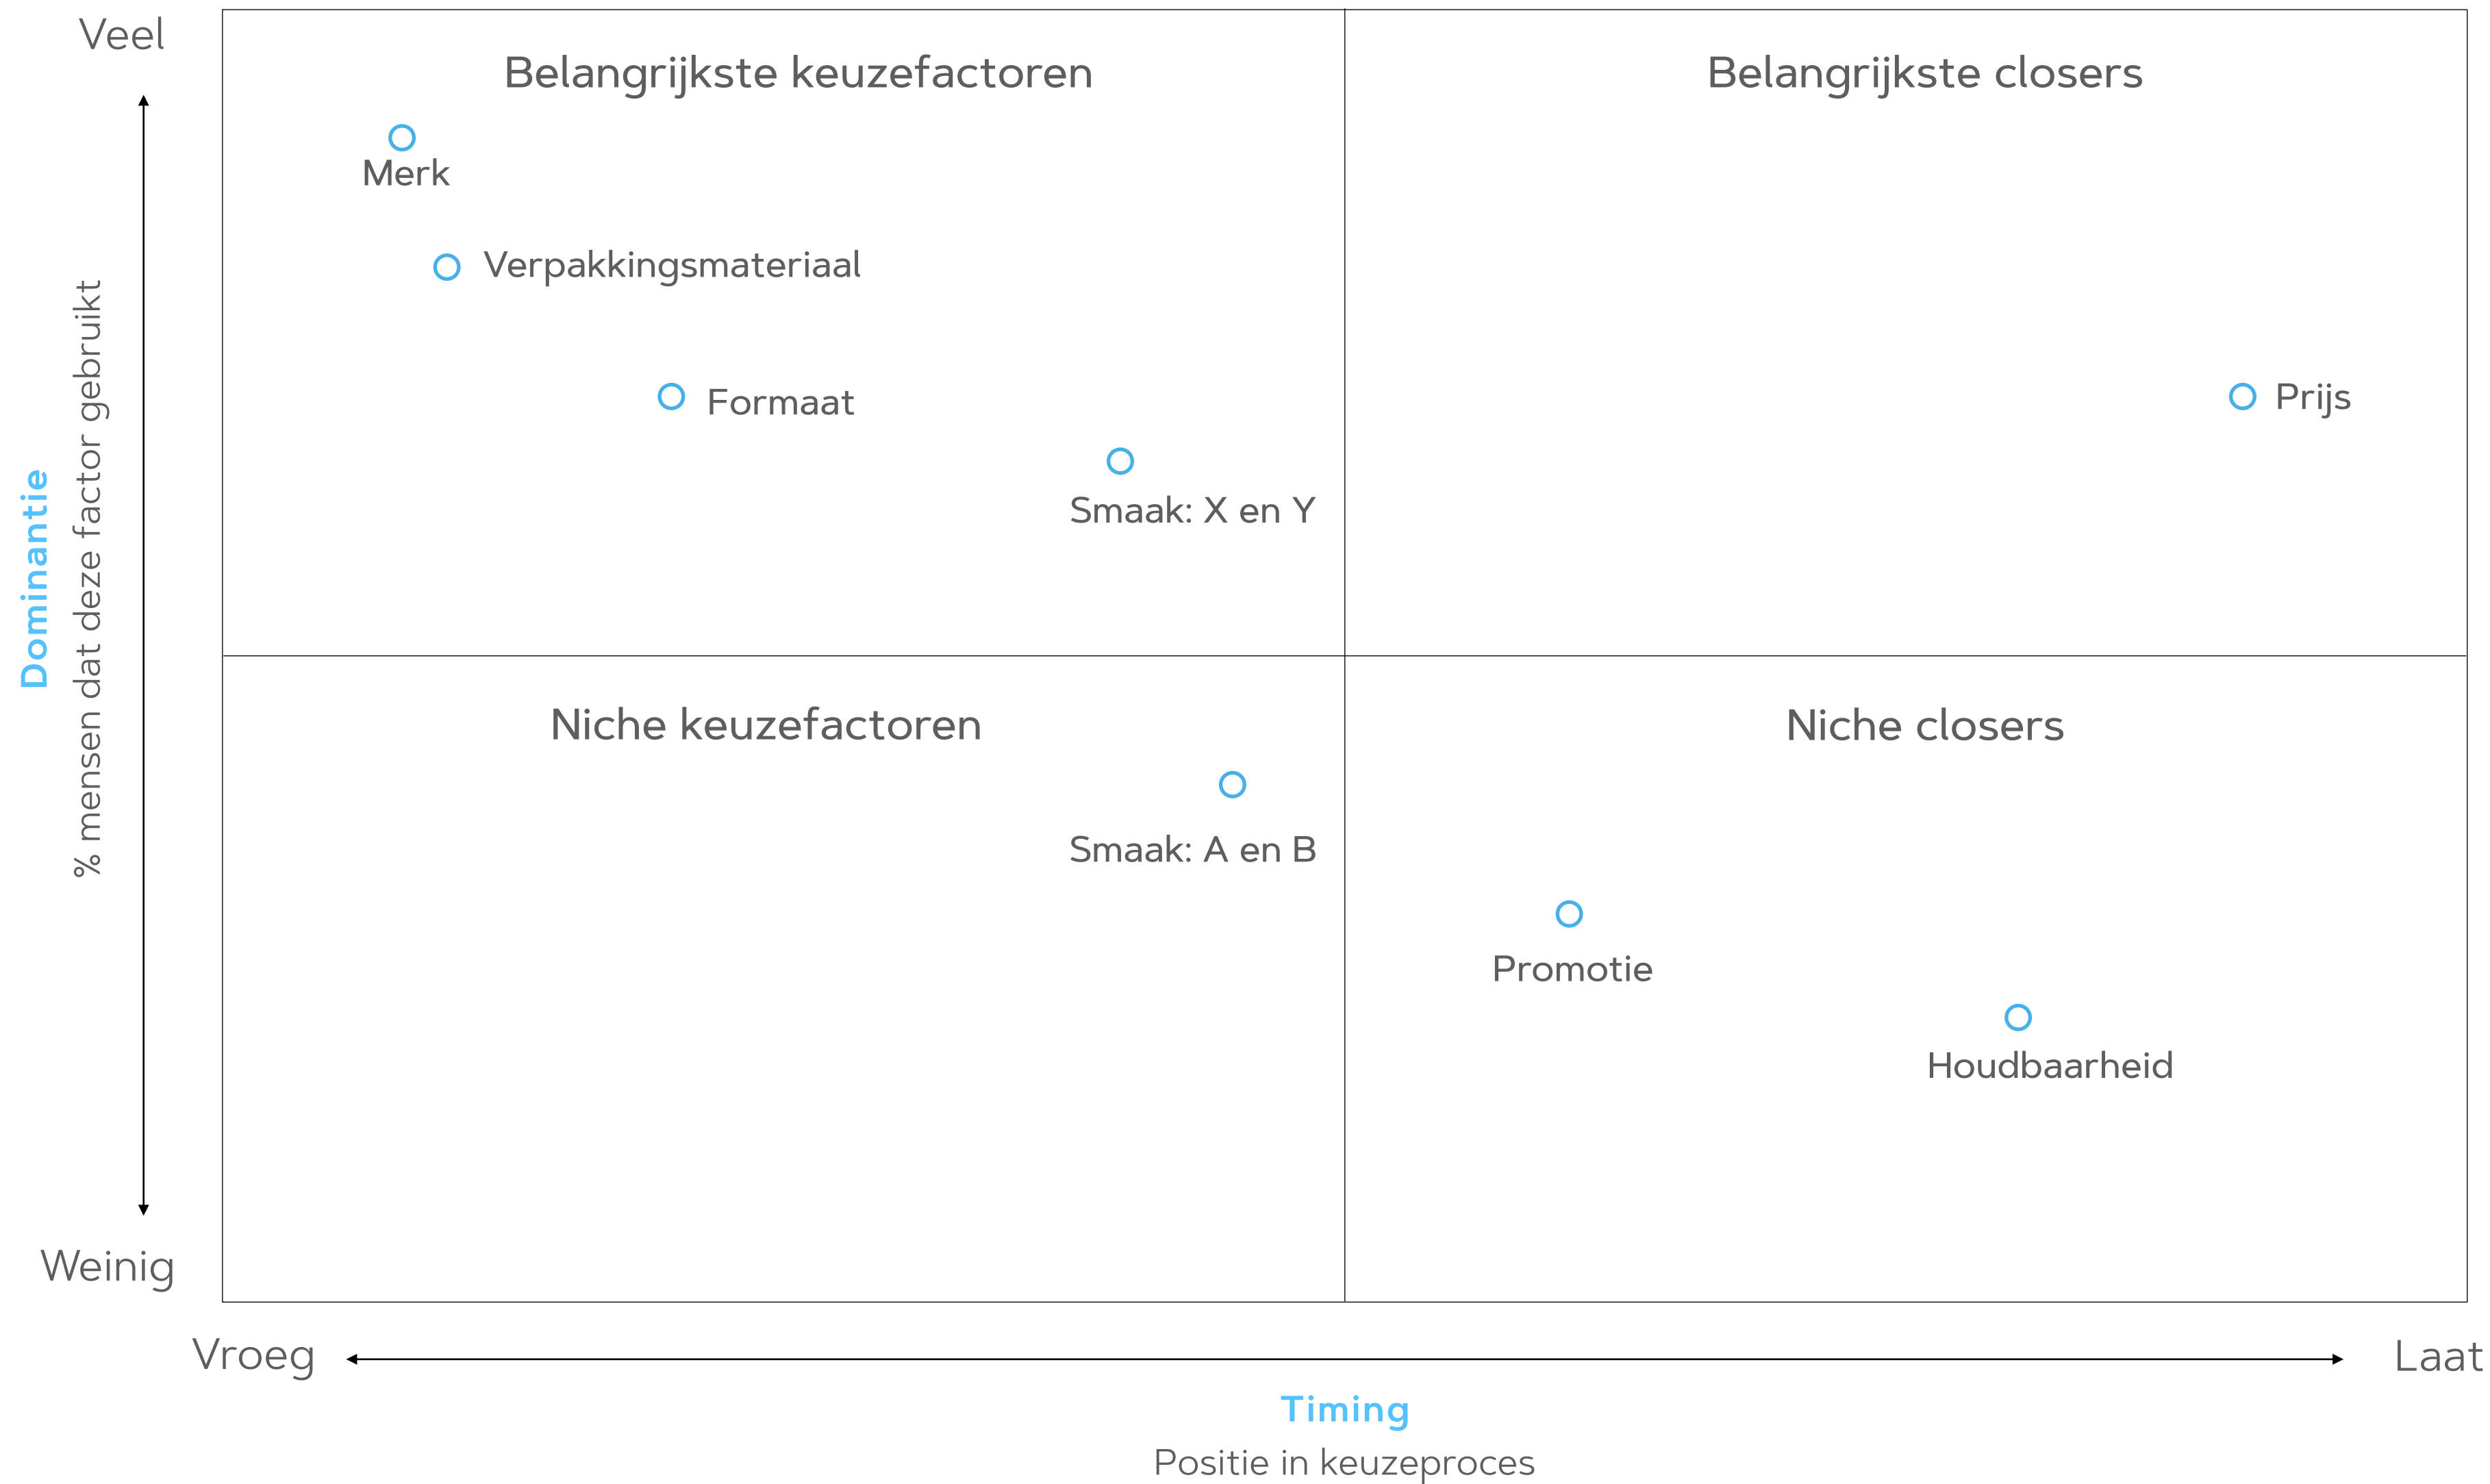 Veel
Belangrijkste keuzefactoren
Belangrijkste closers
Merk
Verpakkingsmateriaal
Formaat
Prijs
Smaak: X en Y
Dominantie
% mensen dat deze factor gebruikt
Niche keuzefactoren
Niche closers
Smaak: A en B
Promotie
Houdbaarheid
Weinig
Vroeg
Laat
Timing
Positie in keuzeproces